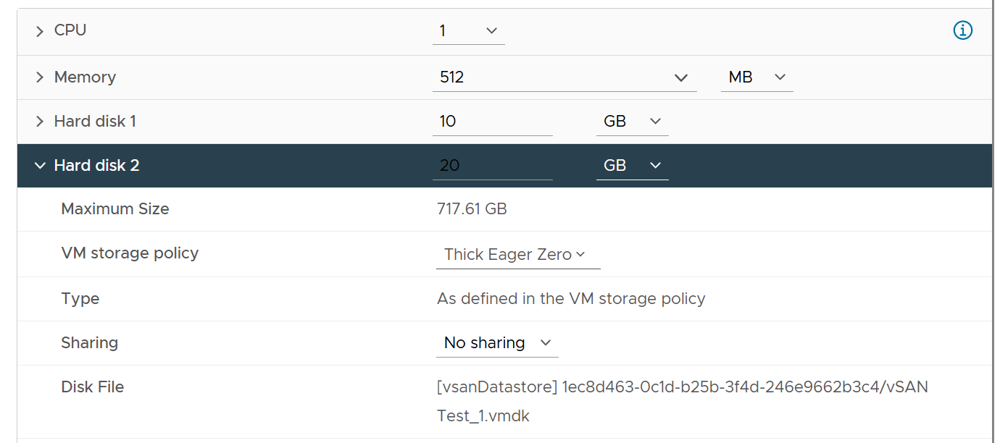 CPU 1
Memory 512 MB
Hard disk 1 10 GB
Hard disk 2 20 GB
Maximum Size 717.61 GB
VM storage policy Thick Eager Zero
Type As defined in the VM storage policy
Sharing No sharing
Disk File [vsanDatastore] 1ec8d463-0c1d-b25b-3f4d-246e9662b3c4/vSAN
Test_1.vmdk